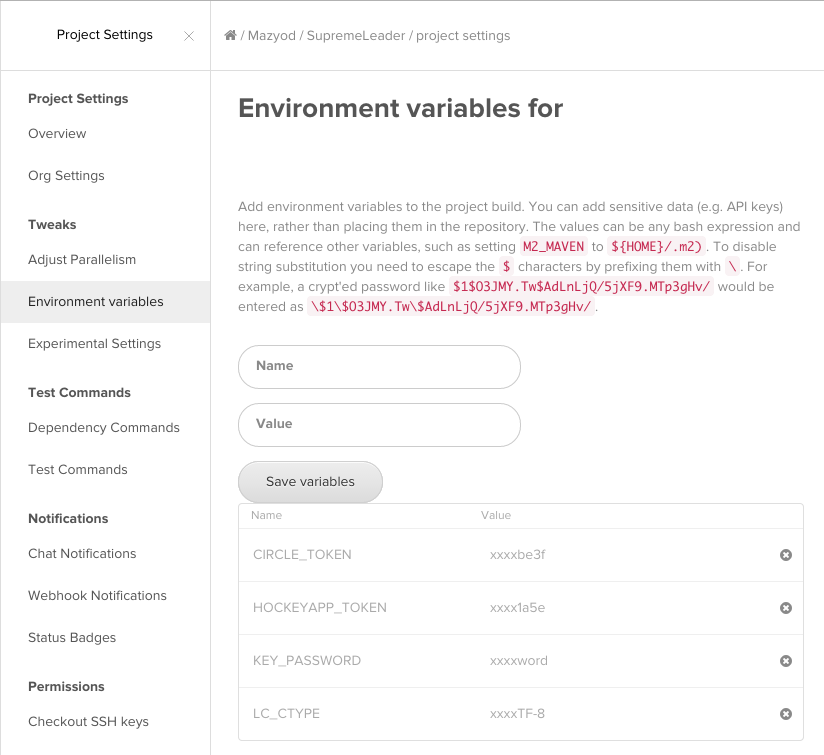 Project Settings
/ Mazyod / SupremeLeader / project settings
Project Settings
Overview
Org Settings
Tweaks
Adjust Parallelism
Environment variables
Experimental Settings
Test Commands
Dependency Commands
Test Commands
Notifications
Chat Notifications
Webhook Notifications
Status Badges
Permissions
Checkout SSH keys
Environment variables for
Add environment variables to the project build. You can add sensitive data (e.g. API keys)
here, rather than placing them in the repository. The values can be any bash expression and
can reference other variables, such as setting M2_MAVEN to ${HOME}/.m2) . To disable
string substitution you need to escape the $ characters by prefixing them with \ . For
example, a crypt'ed password like $1$O3JMY.Tw$AdLnLjQ/5jXF9.MTp3gHv/ would be
entered as \$1\$O3JMY.Tw\$AdLnLjQ/5jXF9.MTp3gHv/ .
Name
Value
Save variables
Name Value
CIRCLE_TOKEN xxxxbe3f
HOCKEYAPP_TOKEN xxxx1a5e
KEY_PASSWORD xxxxword
LC_CTYPE xxxxTF-8